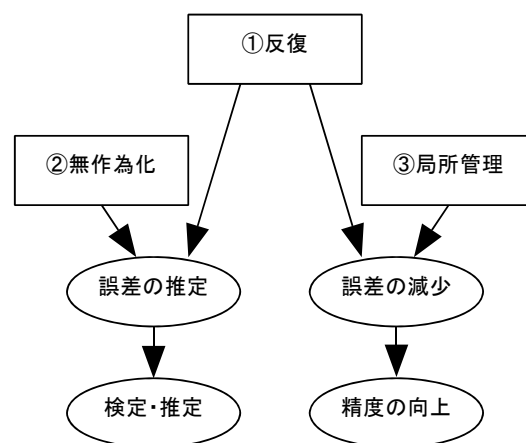 ①反復
②無作為化
③局所管理
誤差の推定
誤差の減少
検定･推定
精度の向上